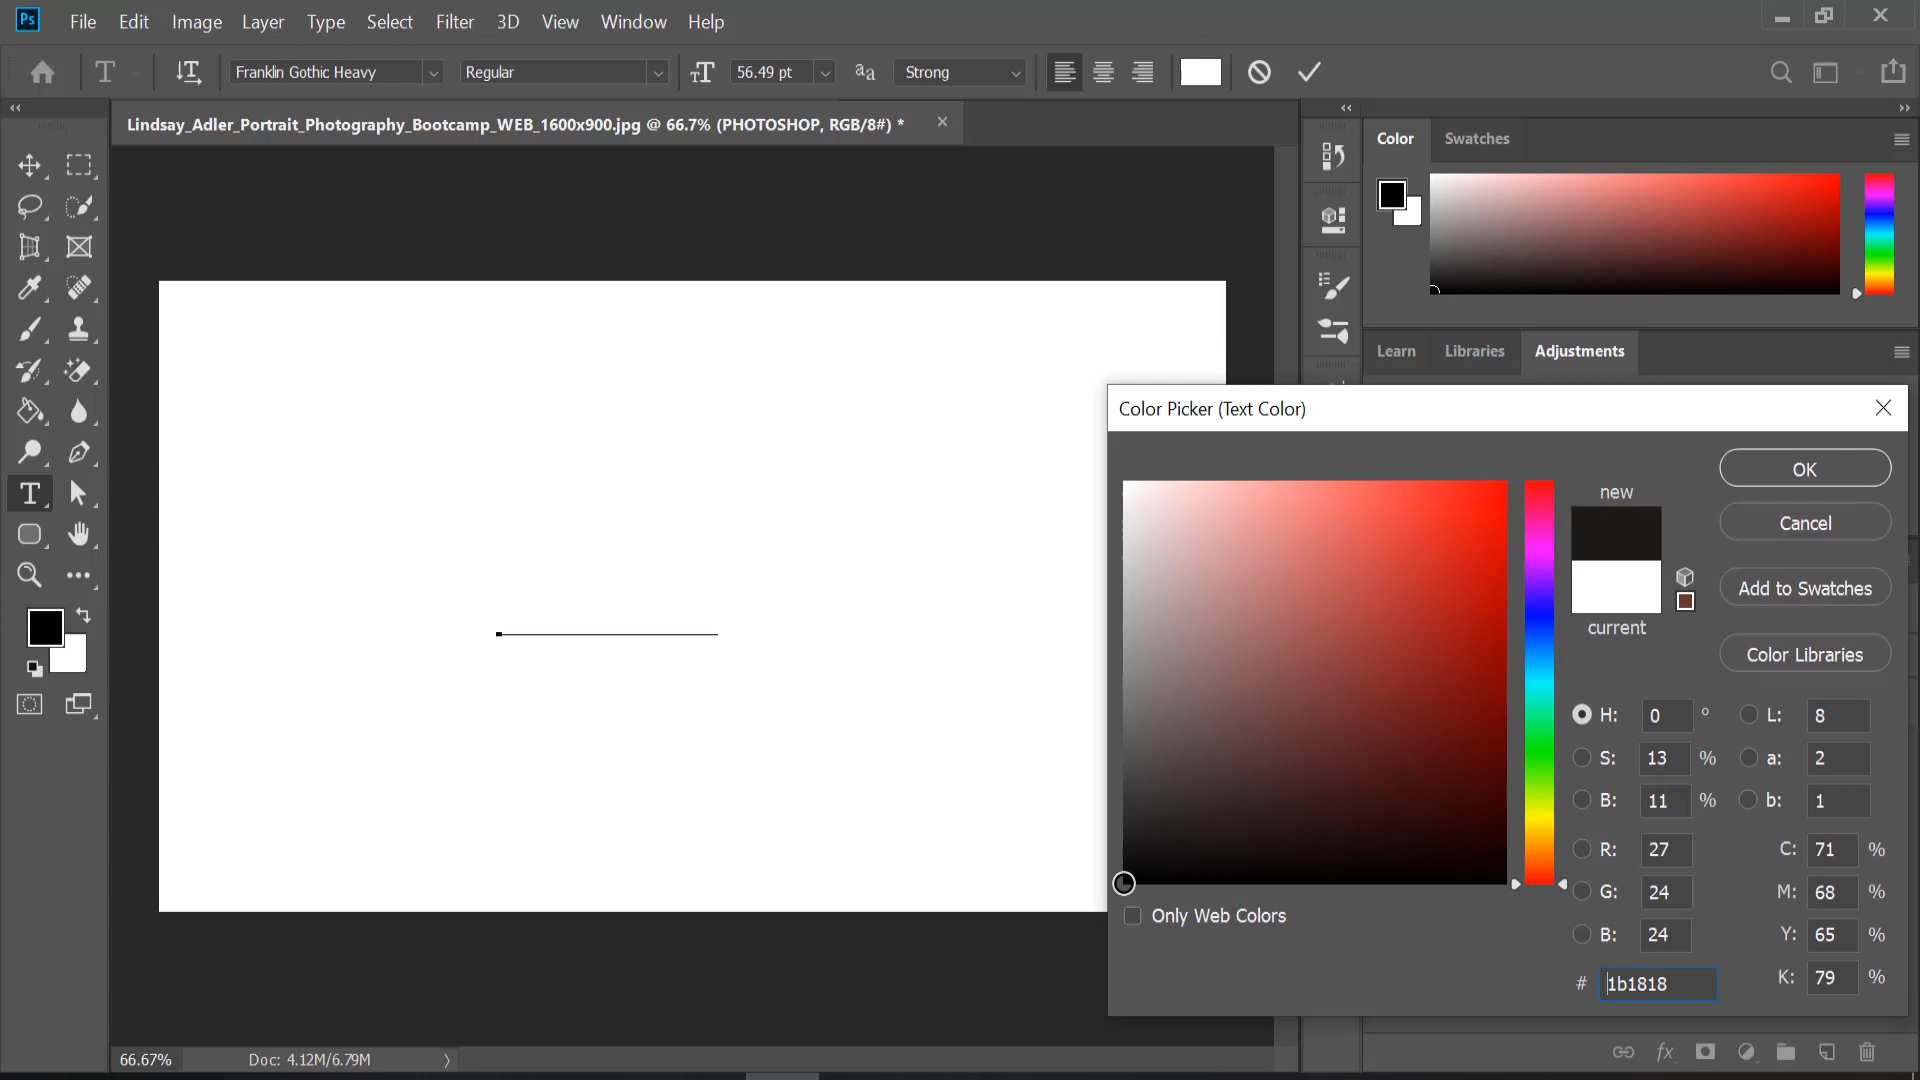 Ps File Edit Image Layer Type Select Filter 3D View Window Help
T Franklin Gothic Heavy Regular 56.49 pt aa Strong
Lindsay_Adler_Portrait_Photography_Bootcamp_WEB_1600x900.jpg @ 66.7% (PHOTOSHOP, RGB/8#) *
Color Swatches
Learn Libraries Adjustments
Color Picker (Text Color)
OK
new
Cancel
Add to Swatches
current
Color Libraries
H: 0 ° L: 8
S: 13 % a: 2
B: 11 % b: 1
R: 27 C: 71 %
G: 24 M: 68 %
B: 24 Y: 65 %
# 1b1818 K: 79 %
Only Web Colors
66.67% Doc: 4.12M/6.79M
fx